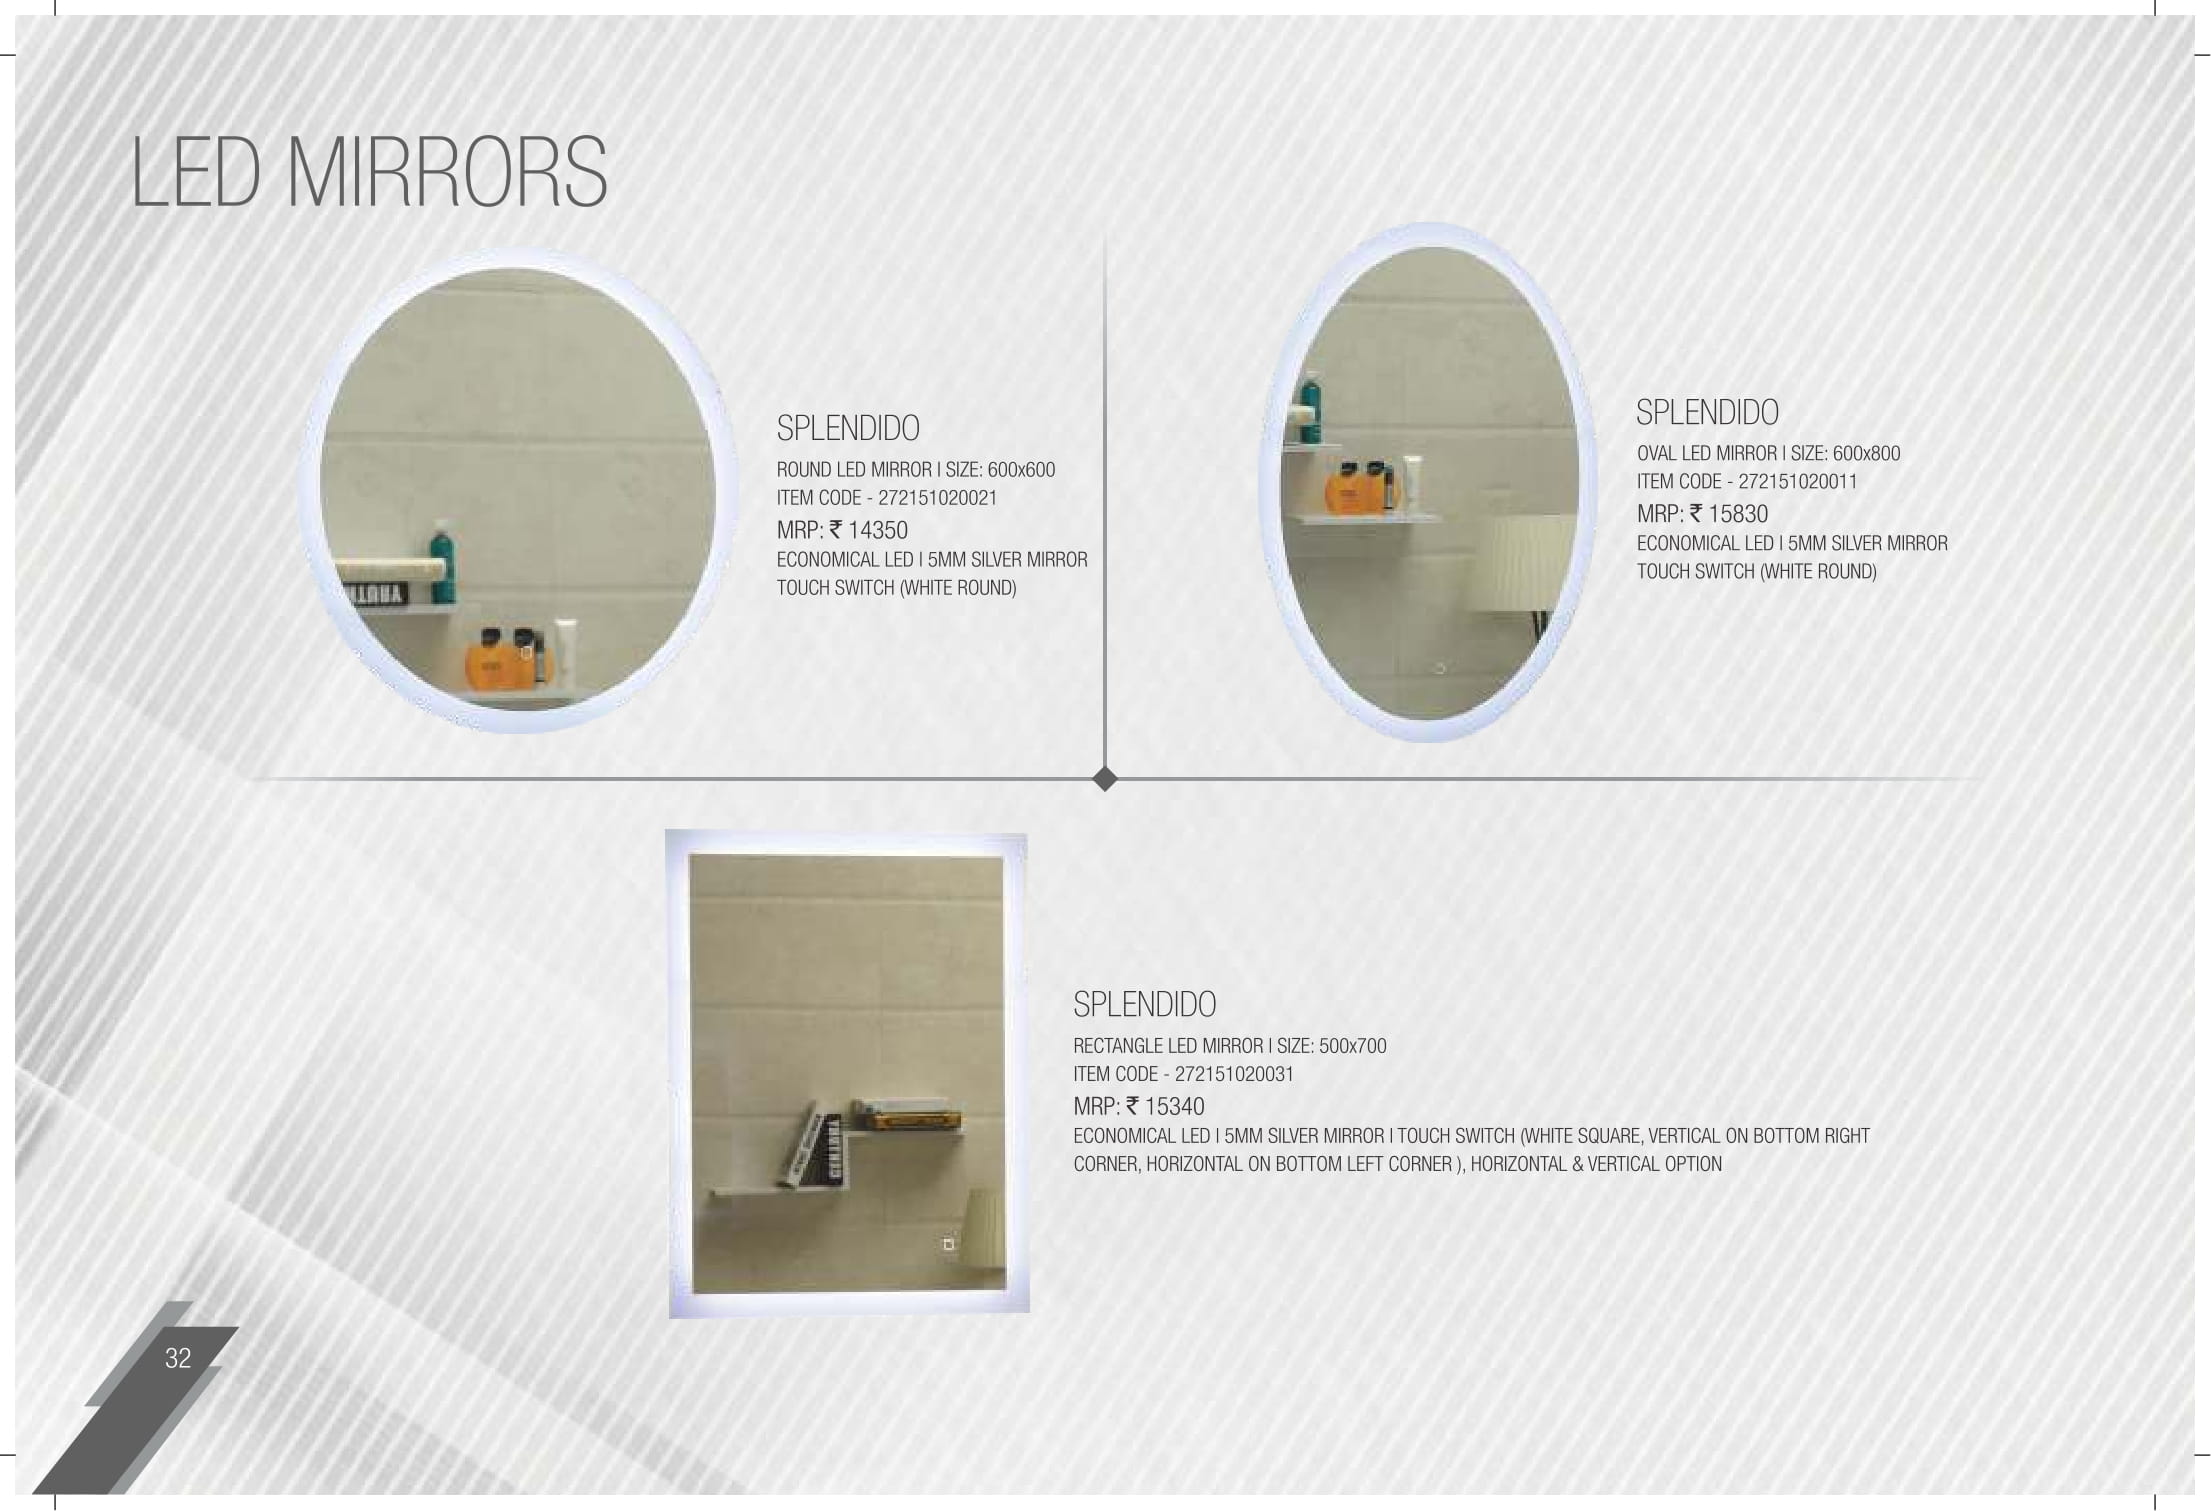 LED MIRRORS
SPLENDIDO
ROUND LED MIRROR I SIZE: 600x600
ITEM CODE - 272151020021
MRP: ₹ 14350
ECONOMICAL LED I 5MM SILVER MIRROR
TOUCH SWITCH (WHITE ROUND)
SPLENDIDO
OVAL LED MIRROR I SIZE: 600x800
ITEM CODE - 272151020011
MRP: ₹ 15830
ECONOMICAL LED I 5MM SILVER MIRROR
TOUCH SWITCH (WHITE ROUND)
SPLENDIDO
RECTANGLE LED MIRROR I SIZE: 500x700
ITEM CODE - 272151020031
MRP: ₹ 15340
ECONOMICAL LED I 5MM SILVER MIRROR I TOUCH SWITCH (WHITE SQUARE, VERTICAL ON BOTTOM RIGHT
CORNER, HORIZONTAL ON BOTTOM LEFT CORNER ), HORIZONTAL & VERTICAL OPTION
32